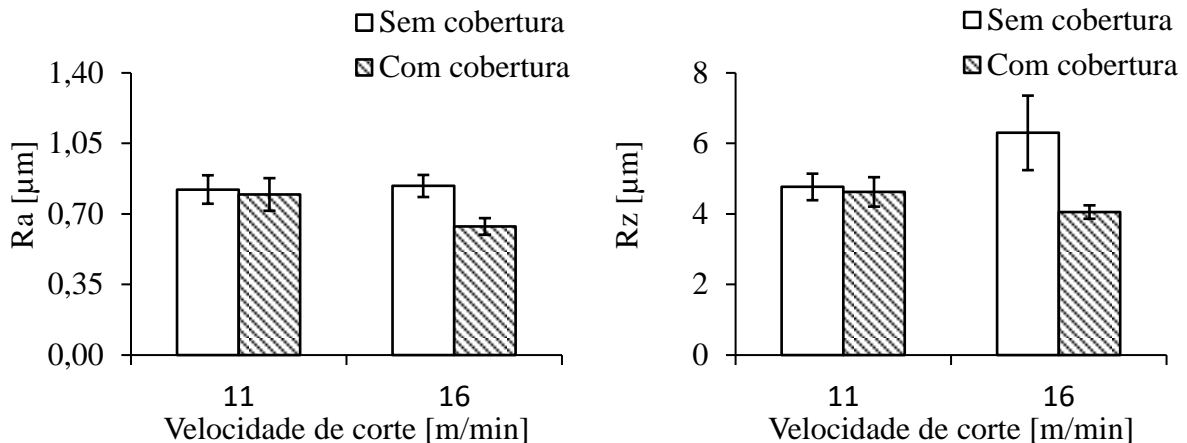 Sem cobertura
Com cobertura
1,40
1,05
0,70
0,35
0,00
Ra [µm]
11 16
Velocidade de corte [m/min]
Sem cobertura
Com cobertura
8
6
4
2
0
Rz [µm]
11 16
Velocidade de corte [m/min]